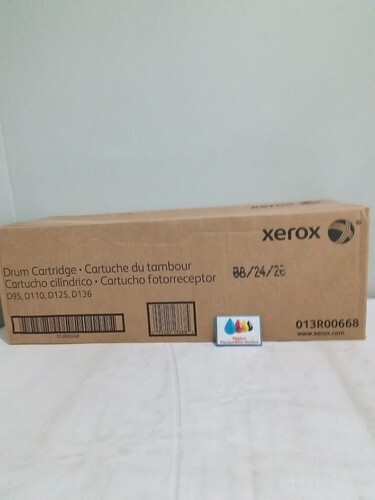 xerox
Drum Cartridge • Cartuche du tambour
Cartucho cilíndrico • Cartucho fotorreceptor
D95, D110, D125, D136
08/24/20
013R00668
www.xerox.com